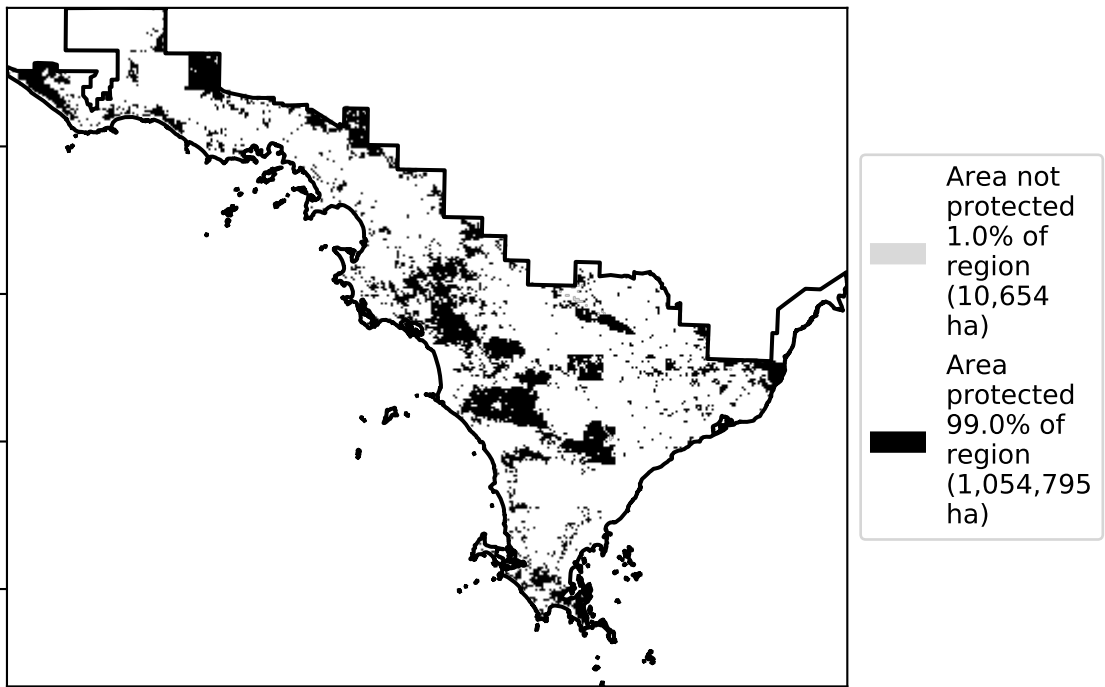 Area not
protected
1.0% of
region
(10,654
ha)
Area
protected
99.0% of
region
(1,054,795
ha)